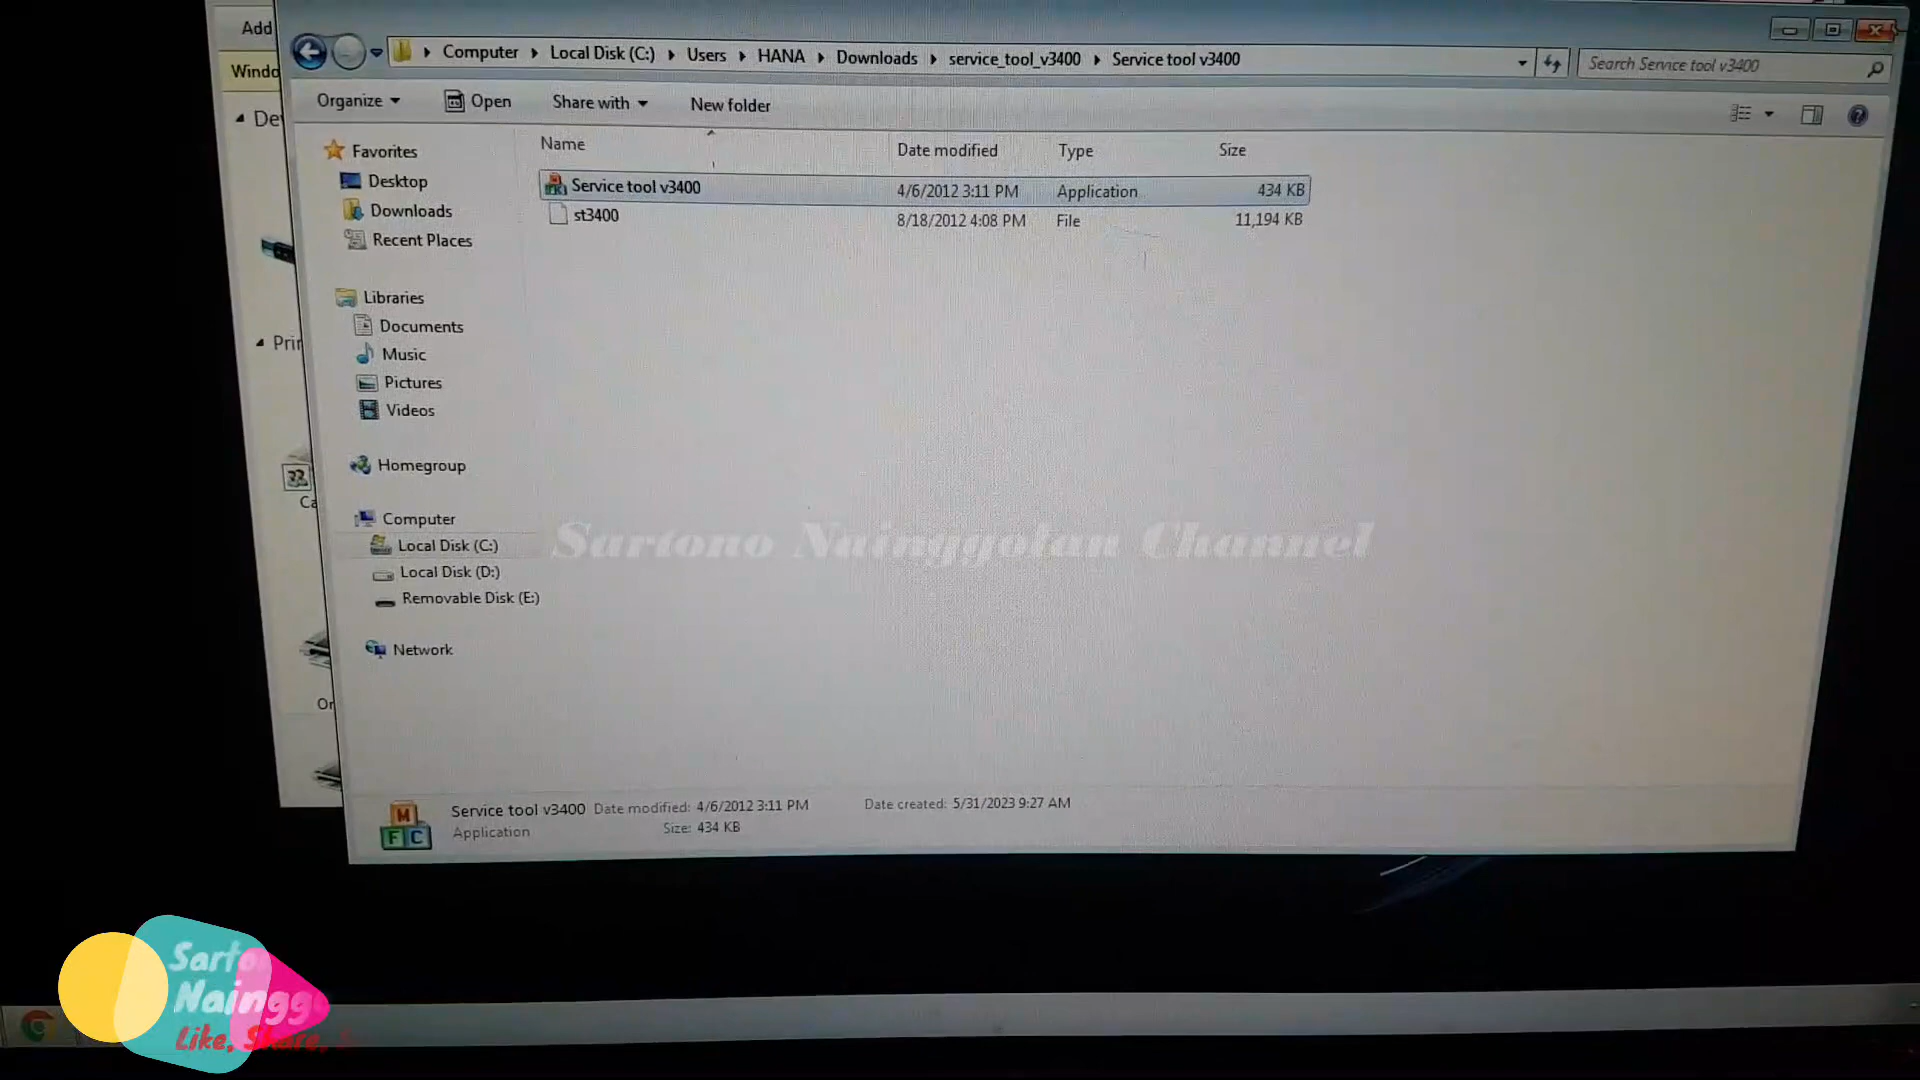 Add
Windo
De
Prin
Ca
Or
Computer Local Disk (C:) Users HANA Downloads service_tool_v3400 Service tool v3400
Search Service tool v3400
Organize Open Share with New folder
Name Date modified Type Size
Service tool v3400 4/6/2012 3:11 PM Application 434 KB
st3400 8/18/2012 4:08 PM File 11,194 KB
Favorites
Desktop
Downloads
Recent Places
Libraries
Documents
Music
Pictures
Videos
Homegroup
Computer
Local Disk (C:)
Local Disk (D:)
Removable Disk (E:)
Network
Sartono Nainggolan Channel
Service tool v3400 Date modified: 4/6/2012 3:11 PM Date created: 5/31/2023 9:27 AM
Application Size: 434 KB
M
F C
Sarto
Naingg
Like, Share,